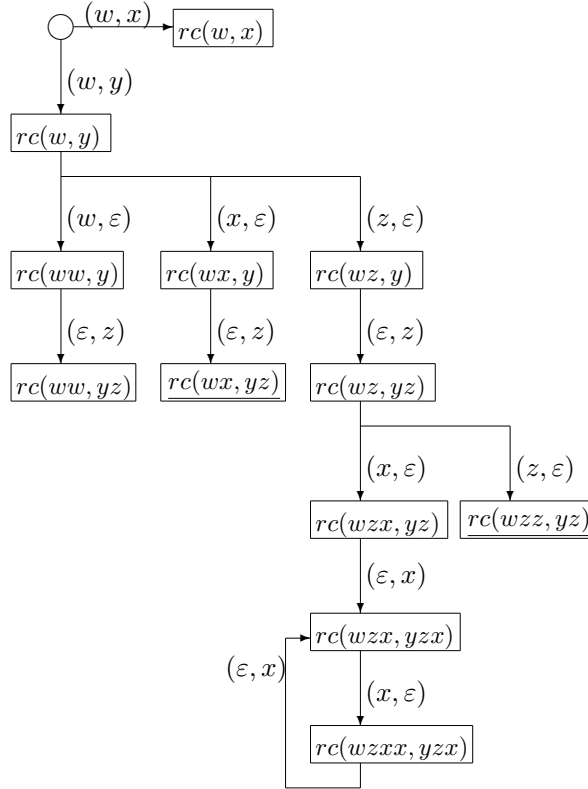 (w, x)
rc(w, x)
(w, y)
rc(w, y)
(w, ε) (x, ε) (z, ε)
rc(ww, y) rc(wx, y) rc(wz, y)
(ε, z) (ε, z) (ε, z)
rc(ww, yz) rc(wx, yz) rc(wz, yz)
(x, ε) (z, ε)
rc(wzx, yz) rc(wzz, yz)
(ε, x)
rc(wzx, yzx)
(ε, x) (x, ε)
rc(wzxx, yzx)